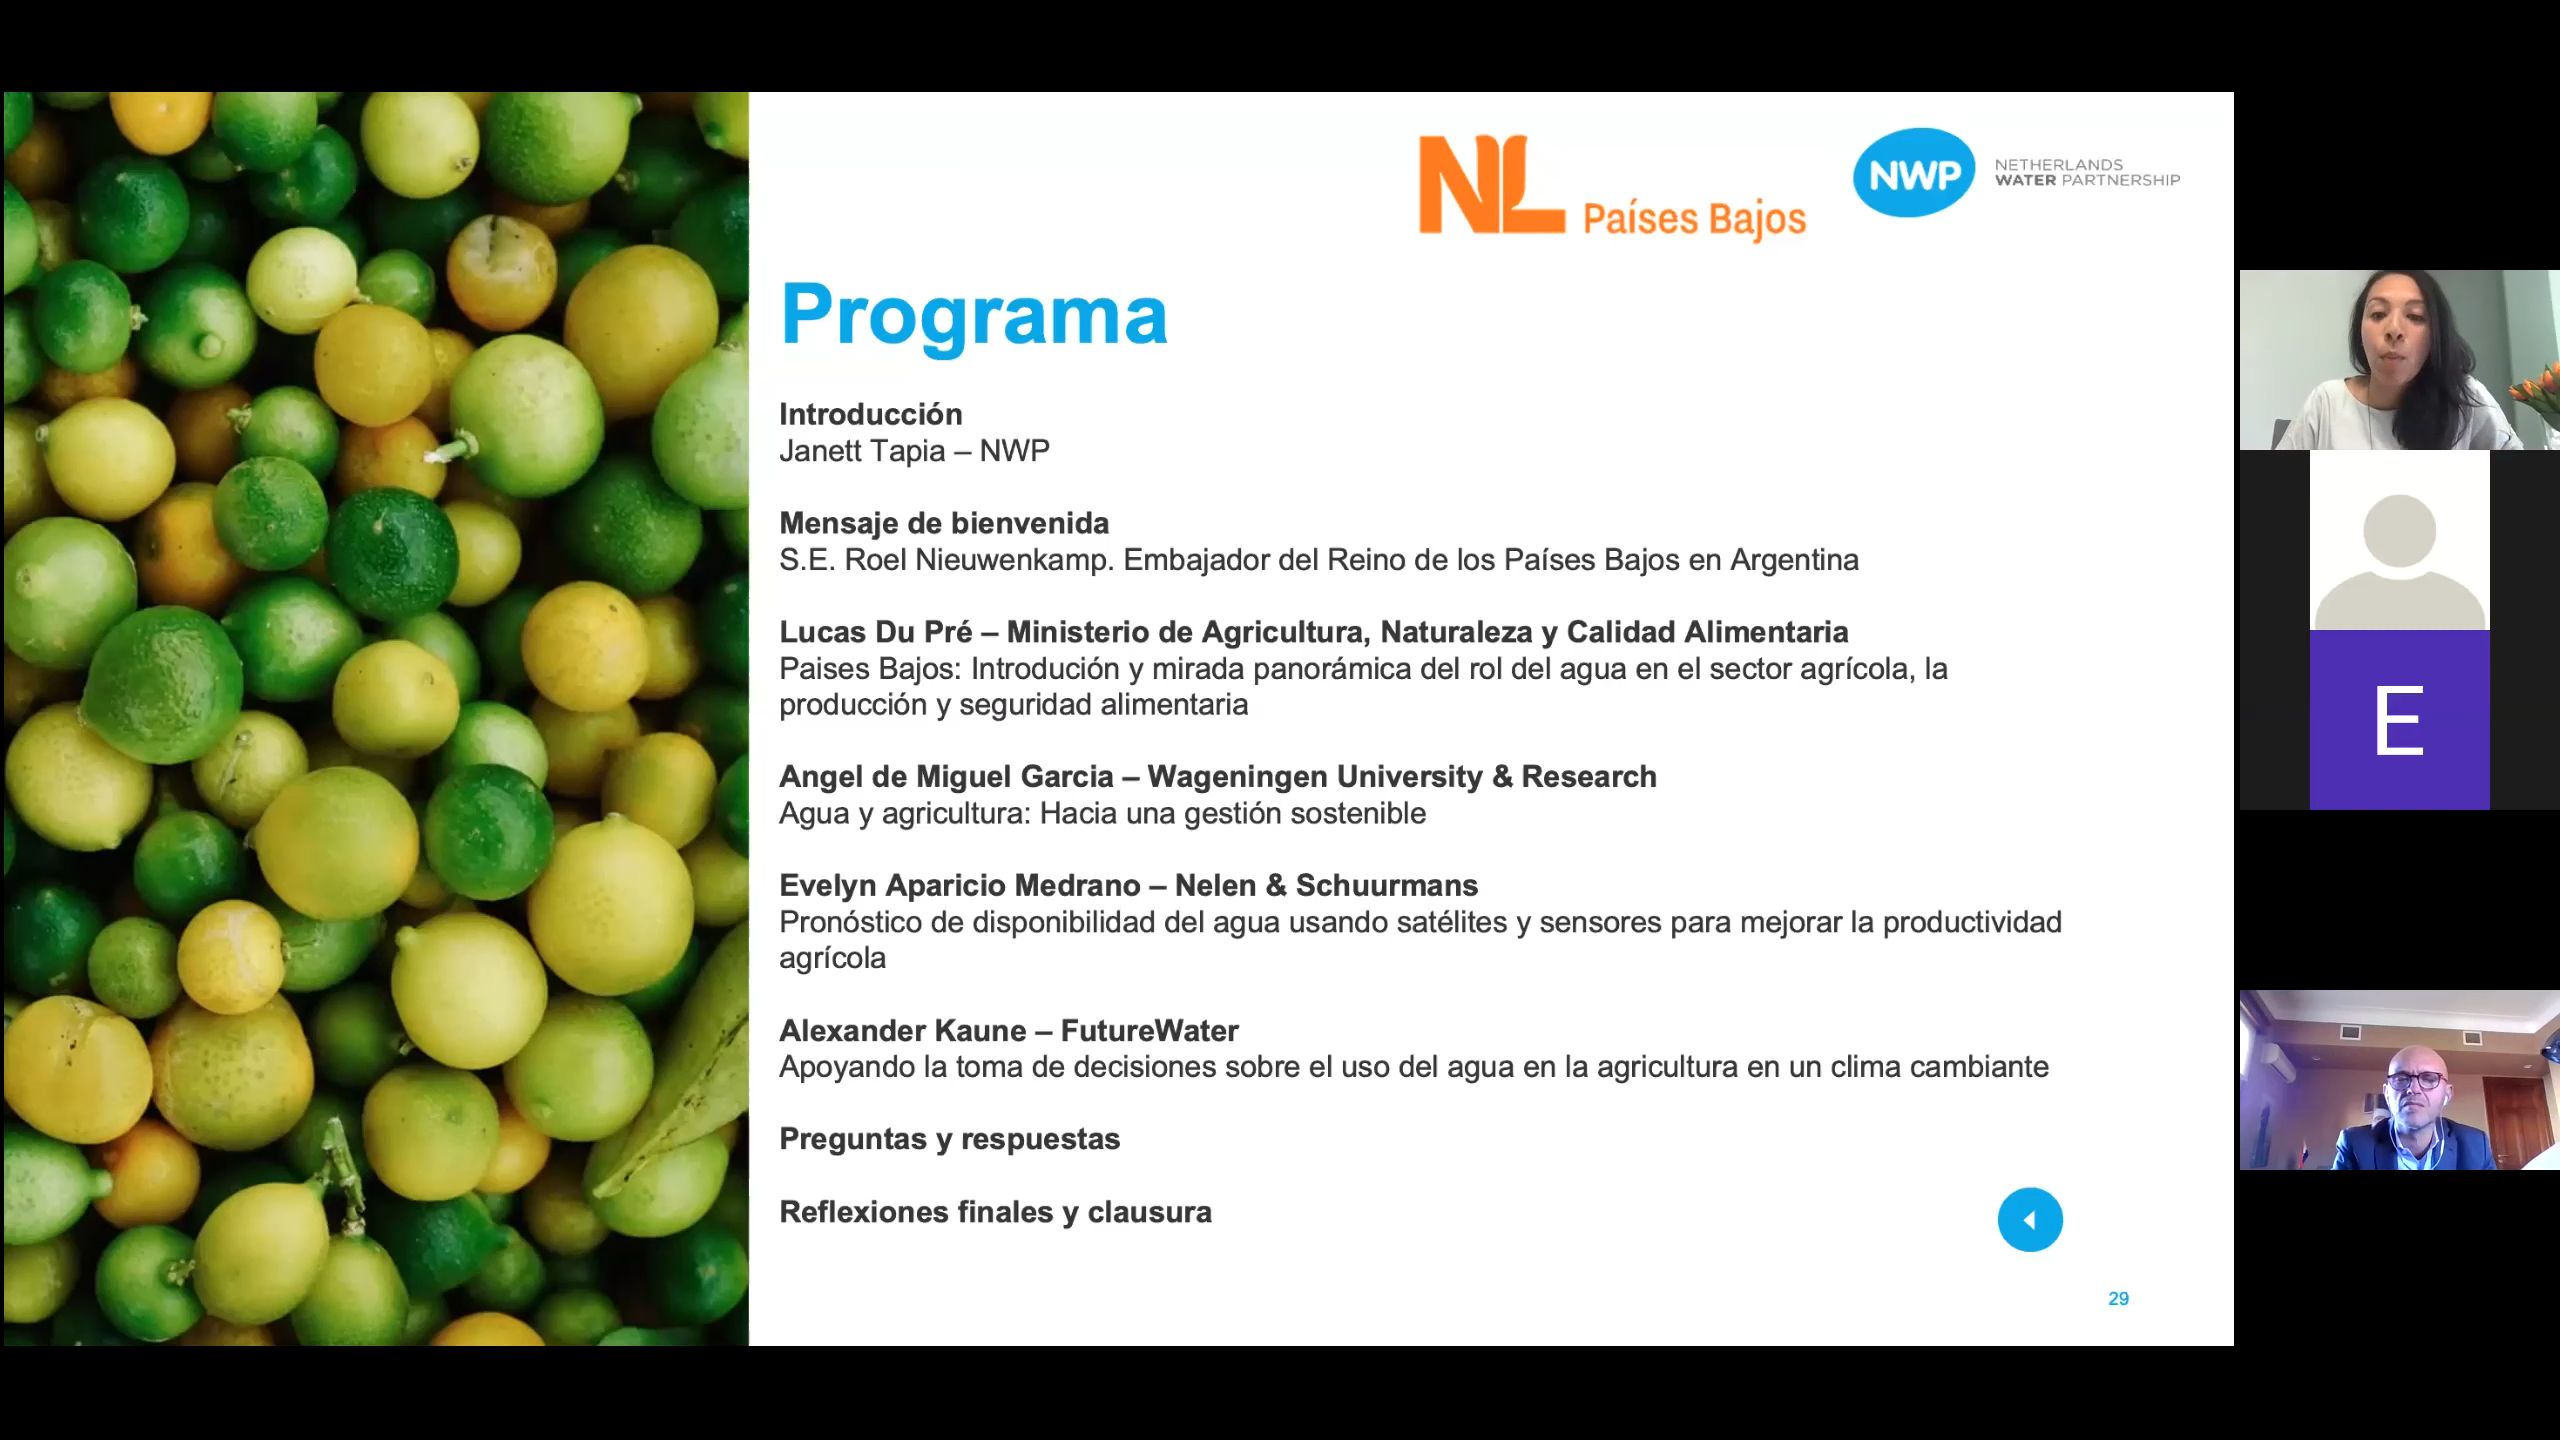 NL Países Bajos
NWP
NETHERLANDS
WATER PARTNERSHIP
Programa
Introducción
Janett Tapia – NWP
Mensaje de bienvenida
S.E. Roel Nieuwenkamp. Embajador del Reino de los Países Bajos en Argentina
Lucas Du Pré – Ministerio de Agricultura, Naturaleza y Calidad Alimentaria
Paises Bajos: Introdución y mirada panorámica del rol del agua en el sector agrícola, la
producción y seguridad alimentaria
Angel de Miguel Garcia – Wageningen University & Research
Agua y agricultura: Hacia una gestión sostenible
Evelyn Aparicio Medrano – Nelen & Schuurmans
Pronóstico de disponibilidad del agua usando satélites y sensores para mejorar la productividad
agrícola
Alexander Kaune – FutureWater
Apoyando la toma de decisiones sobre el uso del agua en la agricultura en un clima cambiante
Preguntas y respuestas
Reflexiones finales y clausura
29
E